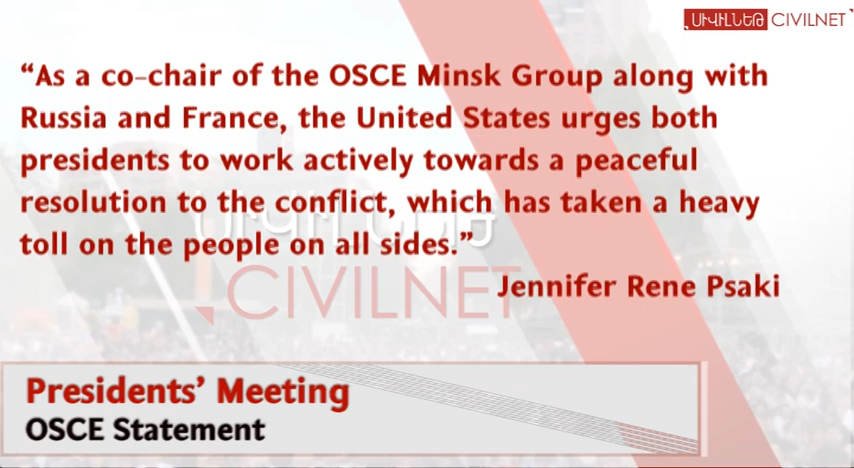 ՍԻՎԻԼՆԵԹ CIVILNET
“As a co-chair of the OSCE Minsk Group along with
Russia and France, the United States urges both
presidents to work actively towards a peaceful
resolution to the conflict, which has taken a heavy
toll on the people on all sides.”
ՍԻՎԻԼՆԵԹ
CIVILNET
Jennifer Rene Psaki
Presidents’ Meeting
OSCE Statement